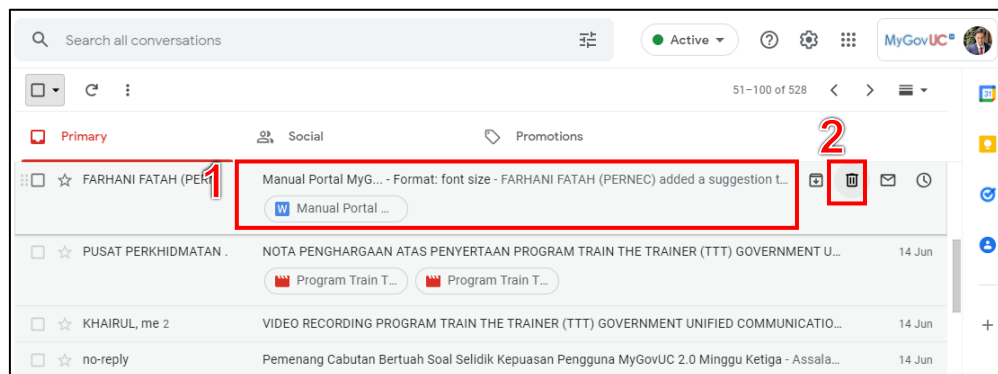 Search all conversations
Active
MyGovUC
51–100 of 528
Primary
Social
Promotions
2
1
FARHANI FATAH (PERN
Manual Portal MyG... - Format: font size - FARHANI FATAH (PERNEC) added a suggestion t...
W Manual Portal ...
31
PUSAT PERKHIDMATAN .
NOTA PENGHARGAAN ATAS PENYERTAAN PROGRAM TRAIN THE TRAINER (TTT) GOVERNMENT U...
14 Jun
Program Train T...
Program Train T...
KHAIRUL, me 2
VIDEO RECORDING PROGRAM TRAIN THE TRAINER (TTT) GOVERNMENT UNIFIED COMMUNICATIO...
14 Jun
no-reply
Pemenang Cabutan Bertuah Soal Selidik Kepuasan Pengguna MyGovUC 2.0 Minggu Ketiga - Assala...
14 Jun